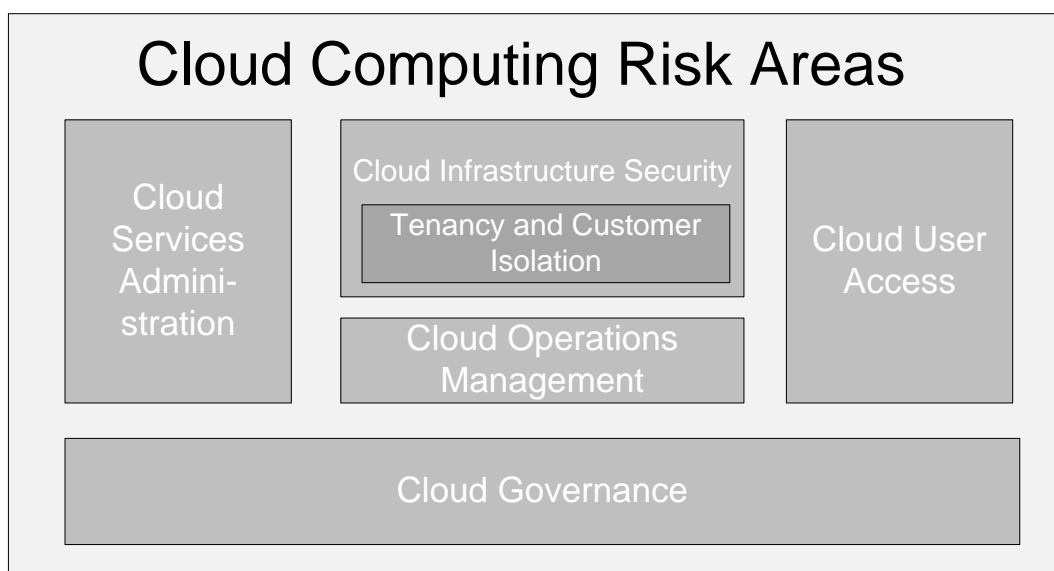 Cloud Computing Risk Areas
Cloud
Services
Admini-
stration
Cloud Infrastructure Security
Tenancy and Customer
Isolation
Cloud Operations
Management
Cloud User
Access
Cloud Governance